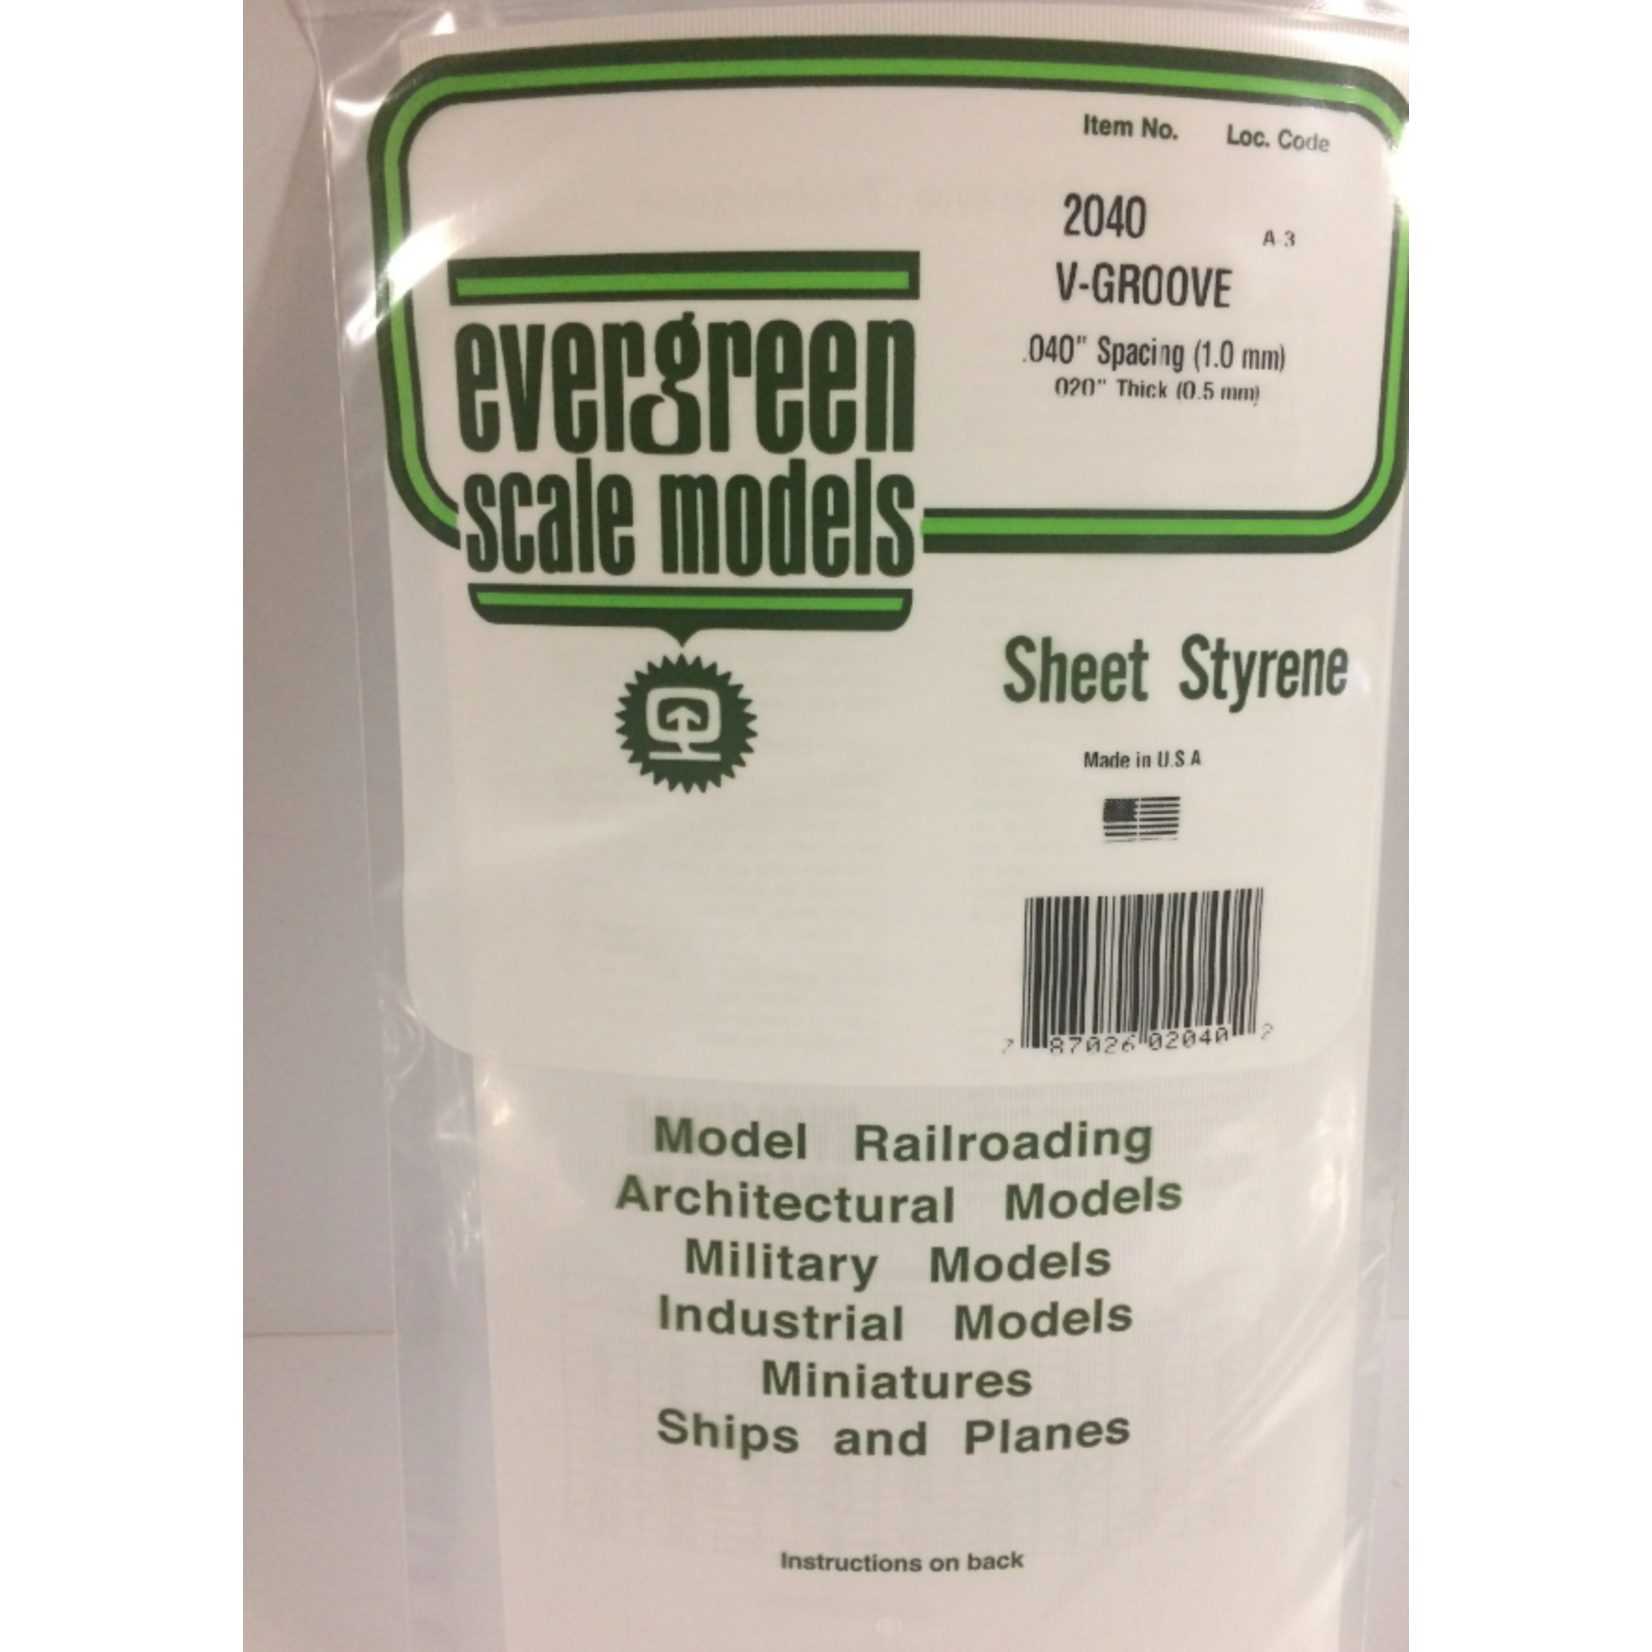 Item No. Loc. Code
2040 A-3
V-GROOVE
.040" Spacing (1.0 mm)
.020" Thick (0.5 mm)
evergreen
scale models
Sheet Styrene
Made in U.S.A
7 87026 02040 2
Model Railroading
Architectural Models
Military Models
Industrial Models
Miniatures
Ships and Planes
Instructions on back